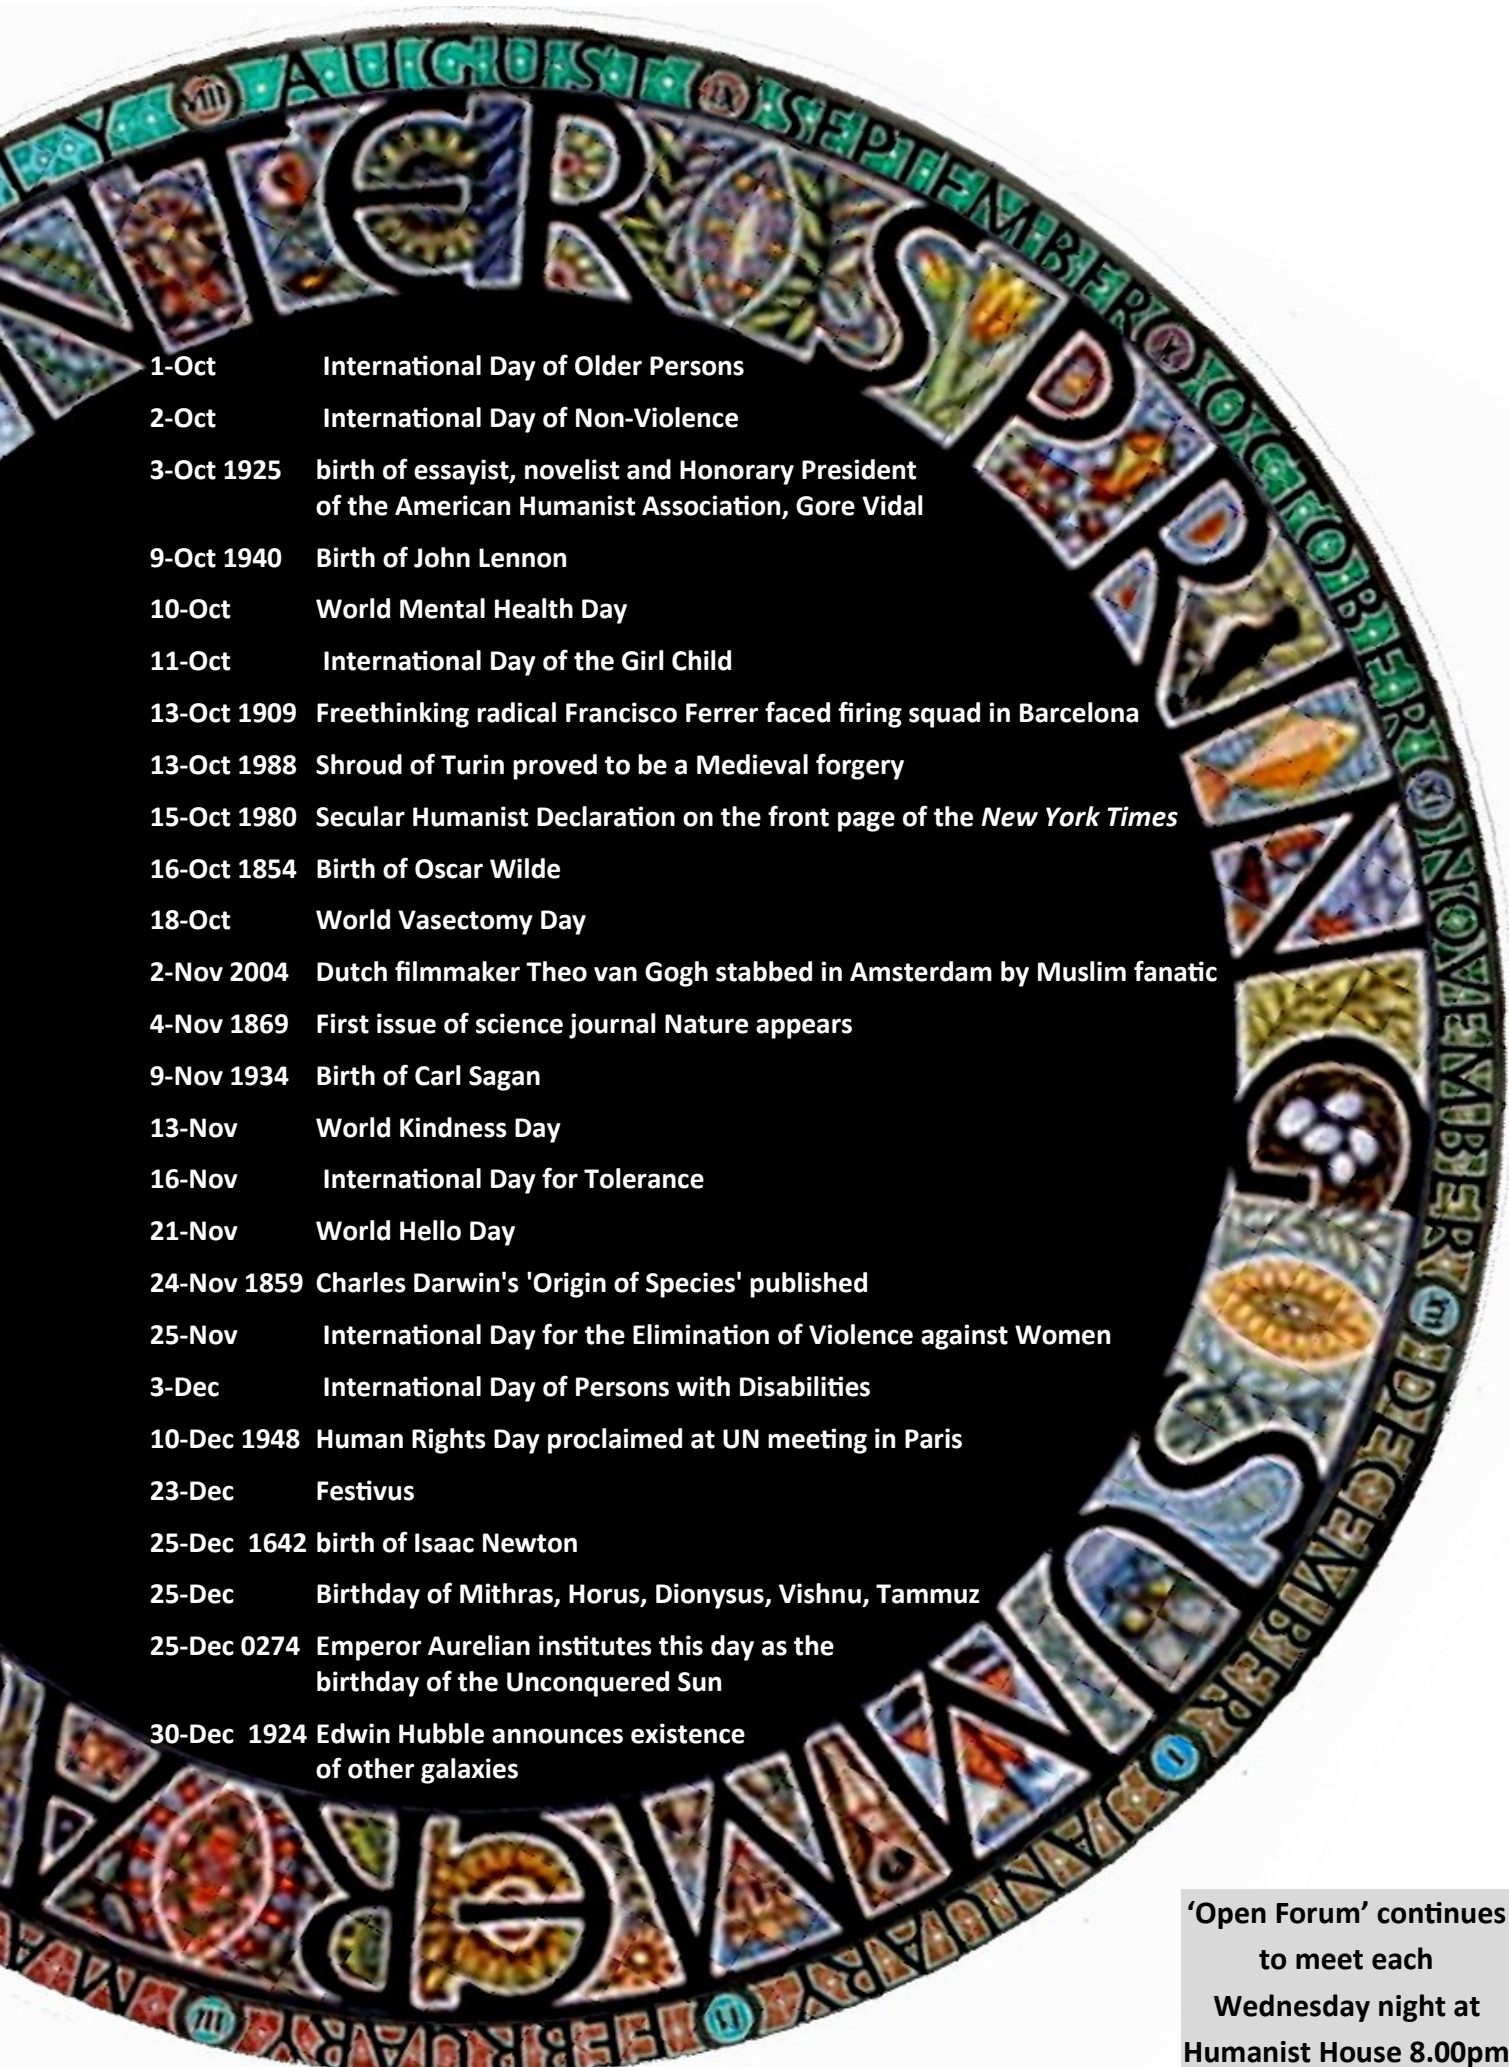 AUGUST
SEPTEMBER
OCTOBER
NOVEMBER
DECEMBER
JANUARY
FEBRUARY
SPRING
SUMMER
1-Oct International Day of Older Persons
2-Oct International Day of Non-Violence
3-Oct 1925 birth of essayist, novelist and Honorary President
of the American Humanist Association, Gore Vidal
9-Oct 1940 Birth of John Lennon
10-Oct World Mental Health Day
11-Oct International Day of the Girl Child
13-Oct 1909 Freethinking radical Francisco Ferrer faced firing squad in Barcelona
13-Oct 1988 Shroud of Turin proved to be a Medieval forgery
15-Oct 1980 Secular Humanist Declaration on the front page of the New York Times
16-Oct 1854 Birth of Oscar Wilde
18-Oct World Vasectomy Day
2-Nov 2004 Dutch filmmaker Theo van Gogh stabbed in Amsterdam by Muslim fanatic
4-Nov 1869 First issue of science journal Nature appears
9-Nov 1934 Birth of Carl Sagan
13-Nov World Kindness Day
16-Nov International Day for Tolerance
21-Nov World Hello Day
24-Nov 1859 Charles Darwin's 'Origin of Species' published
25-Nov International Day for the Elimination of Violence against Women
3-Dec International Day of Persons with Disabilities
10-Dec 1948 Human Rights Day proclaimed at UN meeting in Paris
23-Dec Festivus
25-Dec 1642 birth of Isaac Newton
25-Dec Birthday of Mithras, Horus, Dionysus, Vishnu, Tammuz
25-Dec 0274 Emperor Aurelian institutes this day as the
birthday of the Unconquered Sun
30-Dec 1924 Edwin Hubble announces existence
of other galaxies
‘Open Forum’ continues
to meet each
Wednesday night at
Humanist House 8.00pm